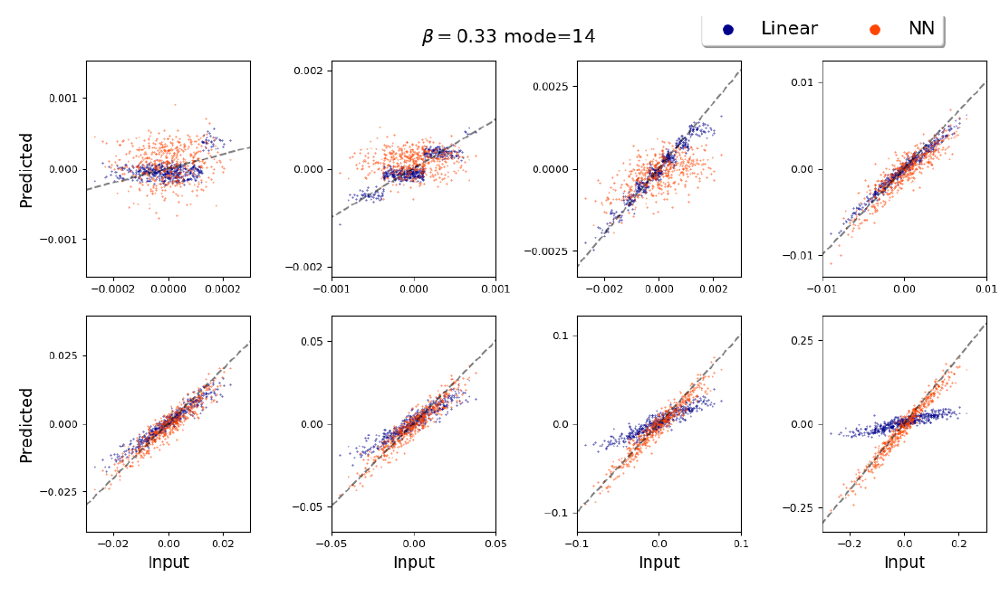 β = 0.33 mode=14
Linear NN
Predicted
0.001
0.000
−0.001
−0.0002 0.0000 0.0002
0.002
0.000
−0.002
−0.001 0.000 0.001
0.0025
0.0000
−0.0025
−0.002 0.000 0.002
0.01
0.00
−0.01
−0.01 0.00 0.01
Predicted
0.025
0.000
−0.025
−0.02 0.00 0.02
Input
0.05
0.00
−0.05
−0.05 0.00 0.05
Input
0.1
0.0
−0.1
−0.1 0.0 0.1
Input
0.25
0.00
−0.25
−0.2 0.0 0.2
Input